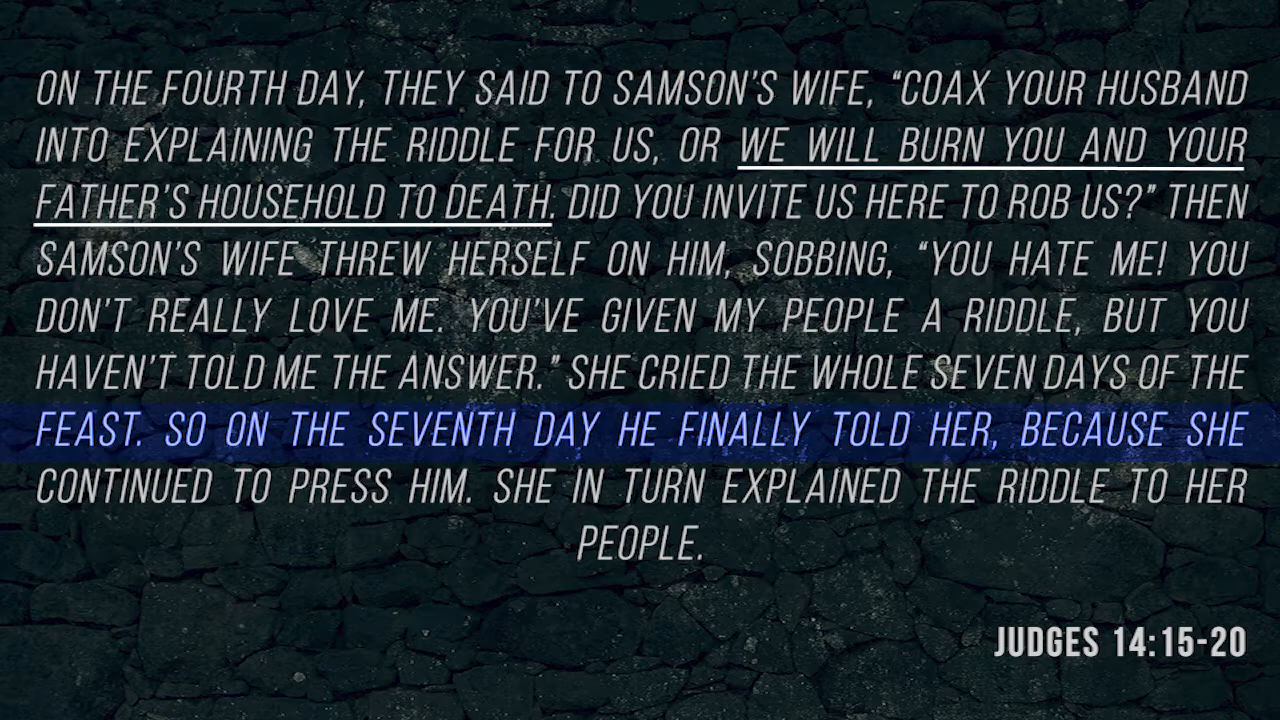 ON THE FOURTH DAY, THEY SAID TO SAMSON'S WIFE, “COAX YOUR HUSBAND
INTO EXPLAINING THE RIDDLE FOR US, OR WE WILL BURN YOU AND YOUR
FATHER'S HOUSEHOLD TO DEATH. DID YOU INVITE US HERE TO ROB US?” THEN
SAMSON'S WIFE THREW HERSELF ON HIM, SOBBING, “YOU HATE ME! YOU
DON'T REALLY LOVE ME. YOU'VE GIVEN MY PEOPLE A RIDDLE, BUT YOU
HAVEN'T TOLD ME THE ANSWER.” SHE CRIED THE WHOLE SEVEN DAYS OF THE
FEAST. SO ON THE SEVENTH DAY HE FINALLY TOLD HER, BECAUSE SHE
CONTINUED TO PRESS HIM. SHE IN TURN EXPLAINED THE RIDDLE TO HER
PEOPLE.
JUDGES 14:15-20